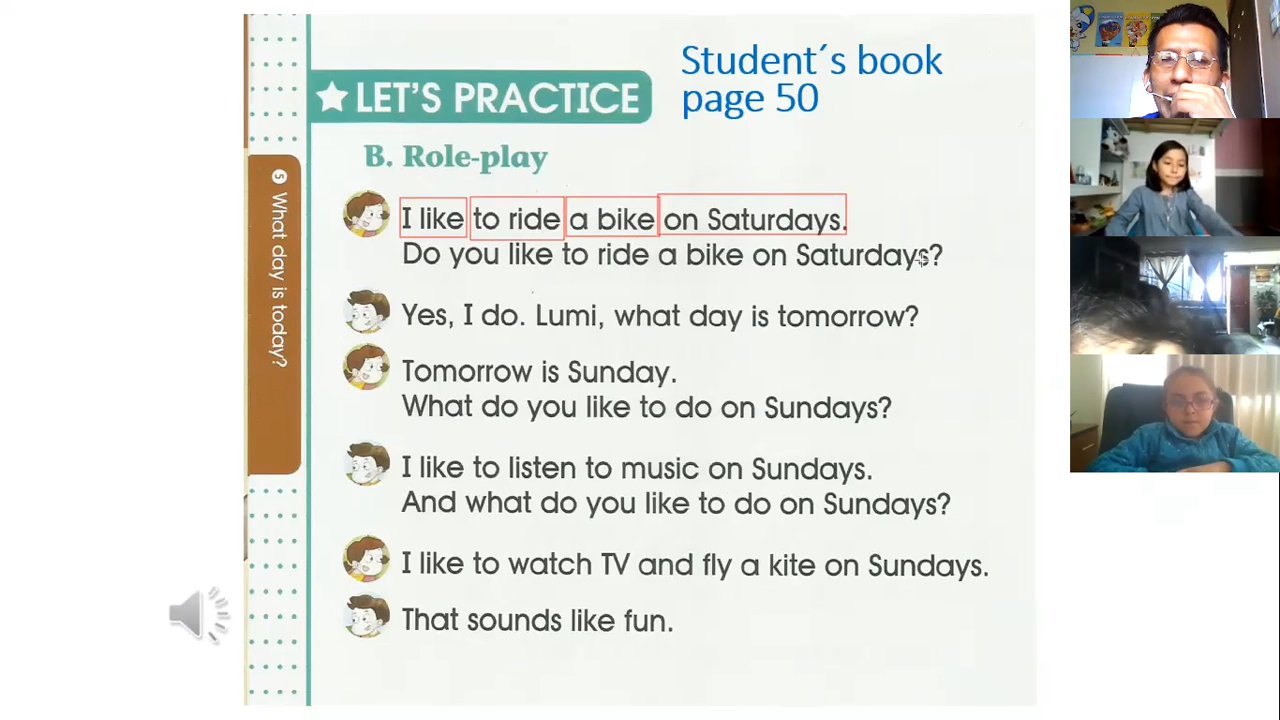 Student´s book
page 50
★ LET'S PRACTICE
B. Role-play
5 What day is today?
I like to ride a bike on Saturdays.
Do you like to ride a bike on Saturdays?
Yes, I do. Lumi, what day is tomorrow?
Tomorrow is Sunday.
What do you like to do on Sundays?
I like to listen to music on Sundays.
And what do you like to do on Sundays?
I like to watch TV and fly a kite on Sundays.
That sounds like fun.